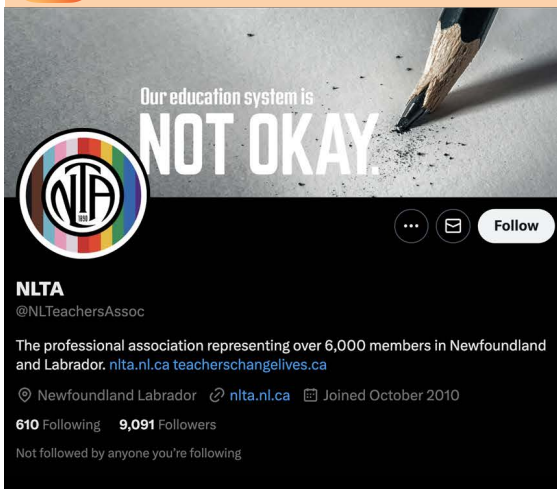 Our education system is
NOT OKAY.
NTA
1890
Follow
NLTA
@NLTeachersAssoc
The professional association representing over 6,000 members in Newfoundland
and Labrador. nlta.nl.ca teacherschangelives.ca
Newfoundland Labrador nlta.nl.ca Joined October 2010
610 Following 9,091 Followers
Not followed by anyone you're following